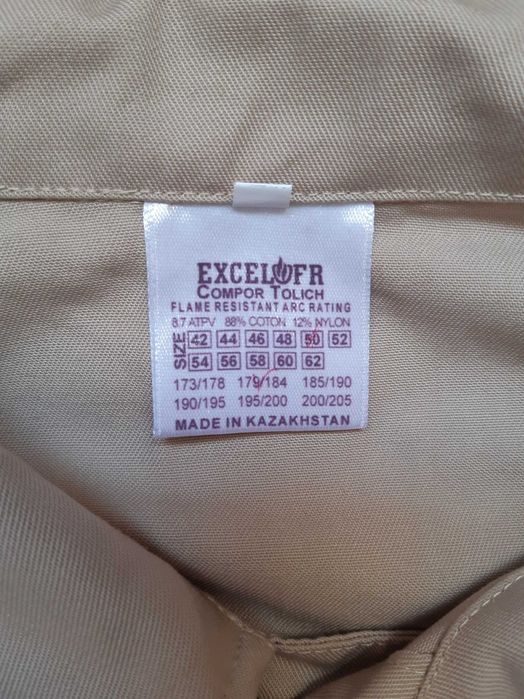 EXCEL FR
COMPOR TOLICH
FLAME RESISTANT ARC RATING
8.7 ATPV 88% COTON 12% NYLON
SIZE 42 44 46 48 50 52
54 56 58 60 62
173/178 179/184 185/190
190/195 195/200 200/205
MADE IN KAZAKHSTAN